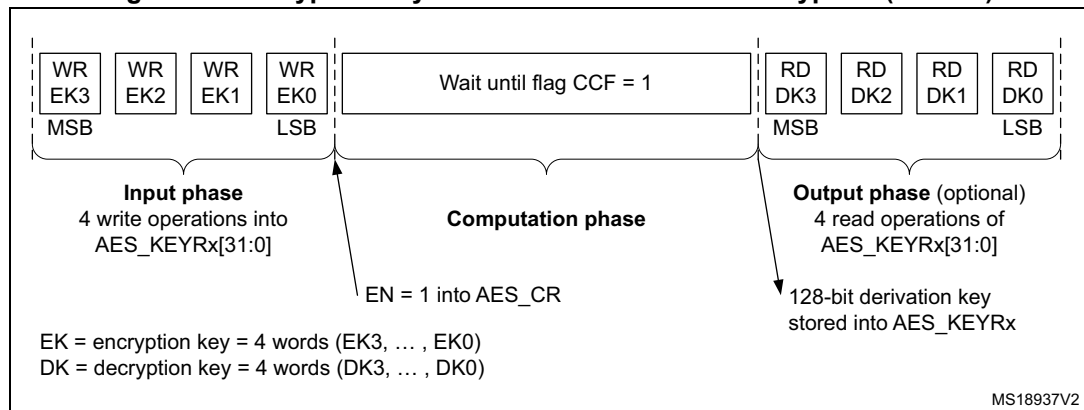 WR EK3 WR EK2 WR EK1 WR EK0
MSB LSB
Wait until flag CCF = 1
RD DK3 RD DK2 RD DK1 RD DK0
MSB LSB
Input phase
4 write operations into
AES_KEYRx[31:0]
Computation phase
Output phase (optional)
4 read operations of
AES_KEYRx[31:0]
EN = 1 into AES_CR
128-bit derivation key
stored into AES_KEYRx
EK = encryption key = 4 words (EK3, … , EK0)
DK = decryption key = 4 words (DK3, … , DK0)
MS18937V2